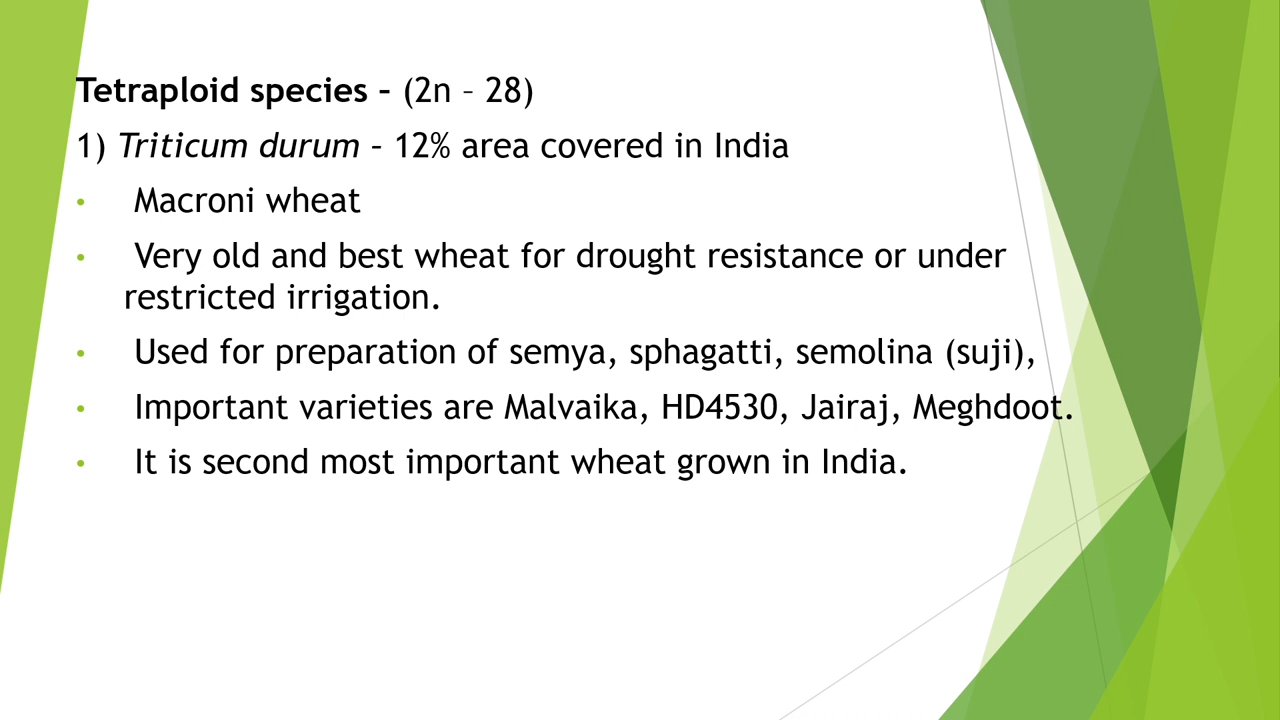 Tetraploid species – (2n – 28)
1) Triticum durum – 12% area covered in India
• Macroni wheat
• Very old and best wheat for drought resistance or under
restricted irrigation.
• Used for preparation of semya, sphagatti, semolina (suji),
• Important varieties are Malvaika, HD4530, Jairaj, Meghdoot.
• It is second most important wheat grown in India.